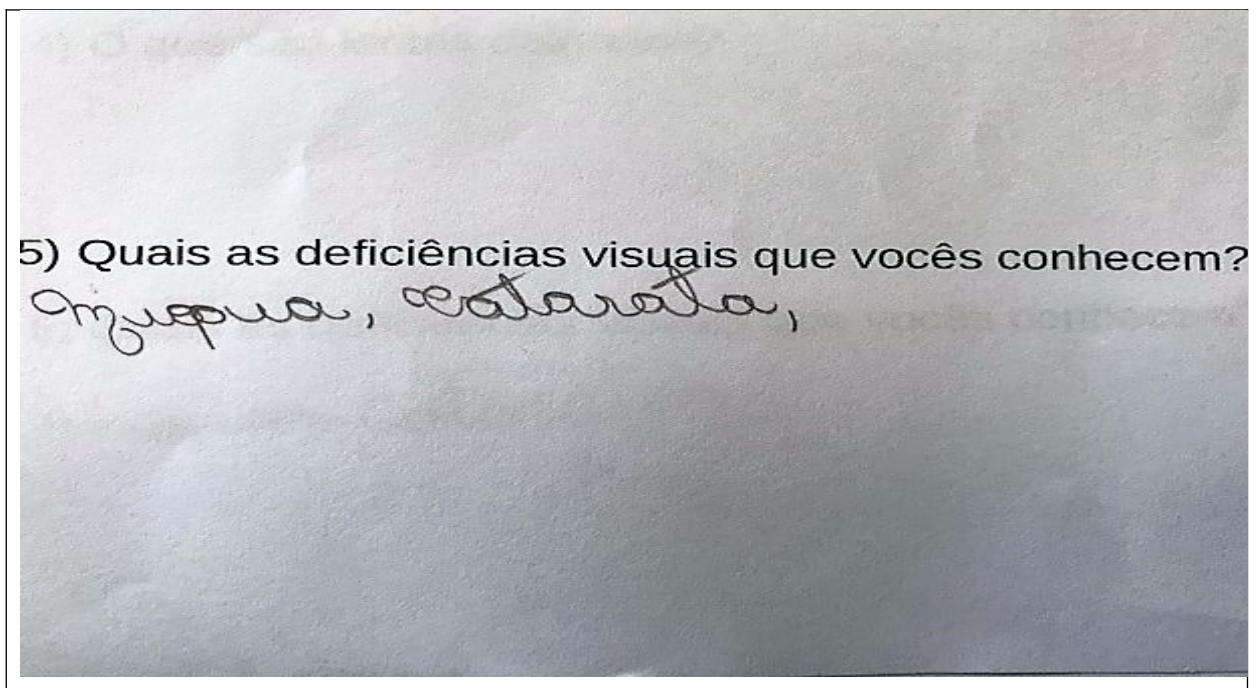 5) Quais as deficiências visuais que vocês conhecem?
miopia, catarata,